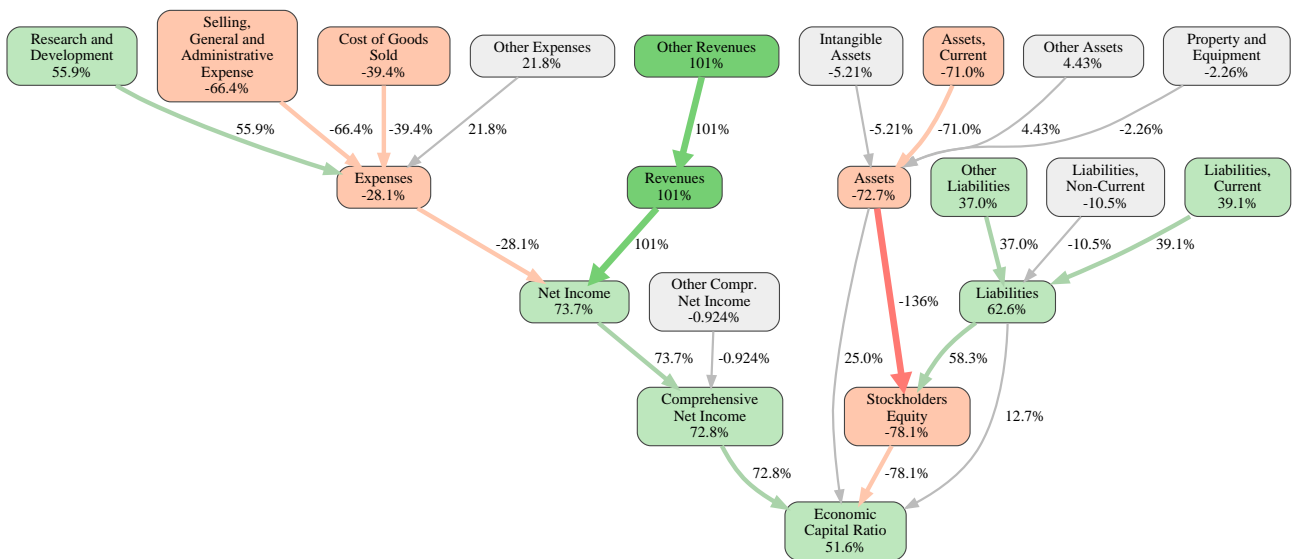 Research and
Development
55.9%
Selling,
General and
Administrative
Expense
-66.4%
Cost of Goods
Sold
-39.4%
Other Expenses
21.8%
Other Revenues
101%
Intangible
Assets
-5.21%
Assets,
Current
-71.0%
Other Assets
4.43%
Property and
Equipment
-2.26%
55.9%
-66.4%
-39.4%
21.8%
101%
-5.21%
-71.0%
4.43%
-2.26%
Expenses
-28.1%
Revenues
101%
Assets
-72.7%
Other
Liabilities
37.0%
Liabilities,
Non-Current
-10.5%
Liabilities,
Current
39.1%
-28.1%
101%
37.0%
-10.5%
39.1%
Net Income
73.7%
Other Compr.
Net Income
-0.924%
-136%
Liabilities
62.6%
73.7%
-0.924%
25.0%
58.3%
Comprehensive
Net Income
72.8%
Stockholders
Equity
-78.1%
12.7%
72.8%
-78.1%
Economic
Capital Ratio
51.6%